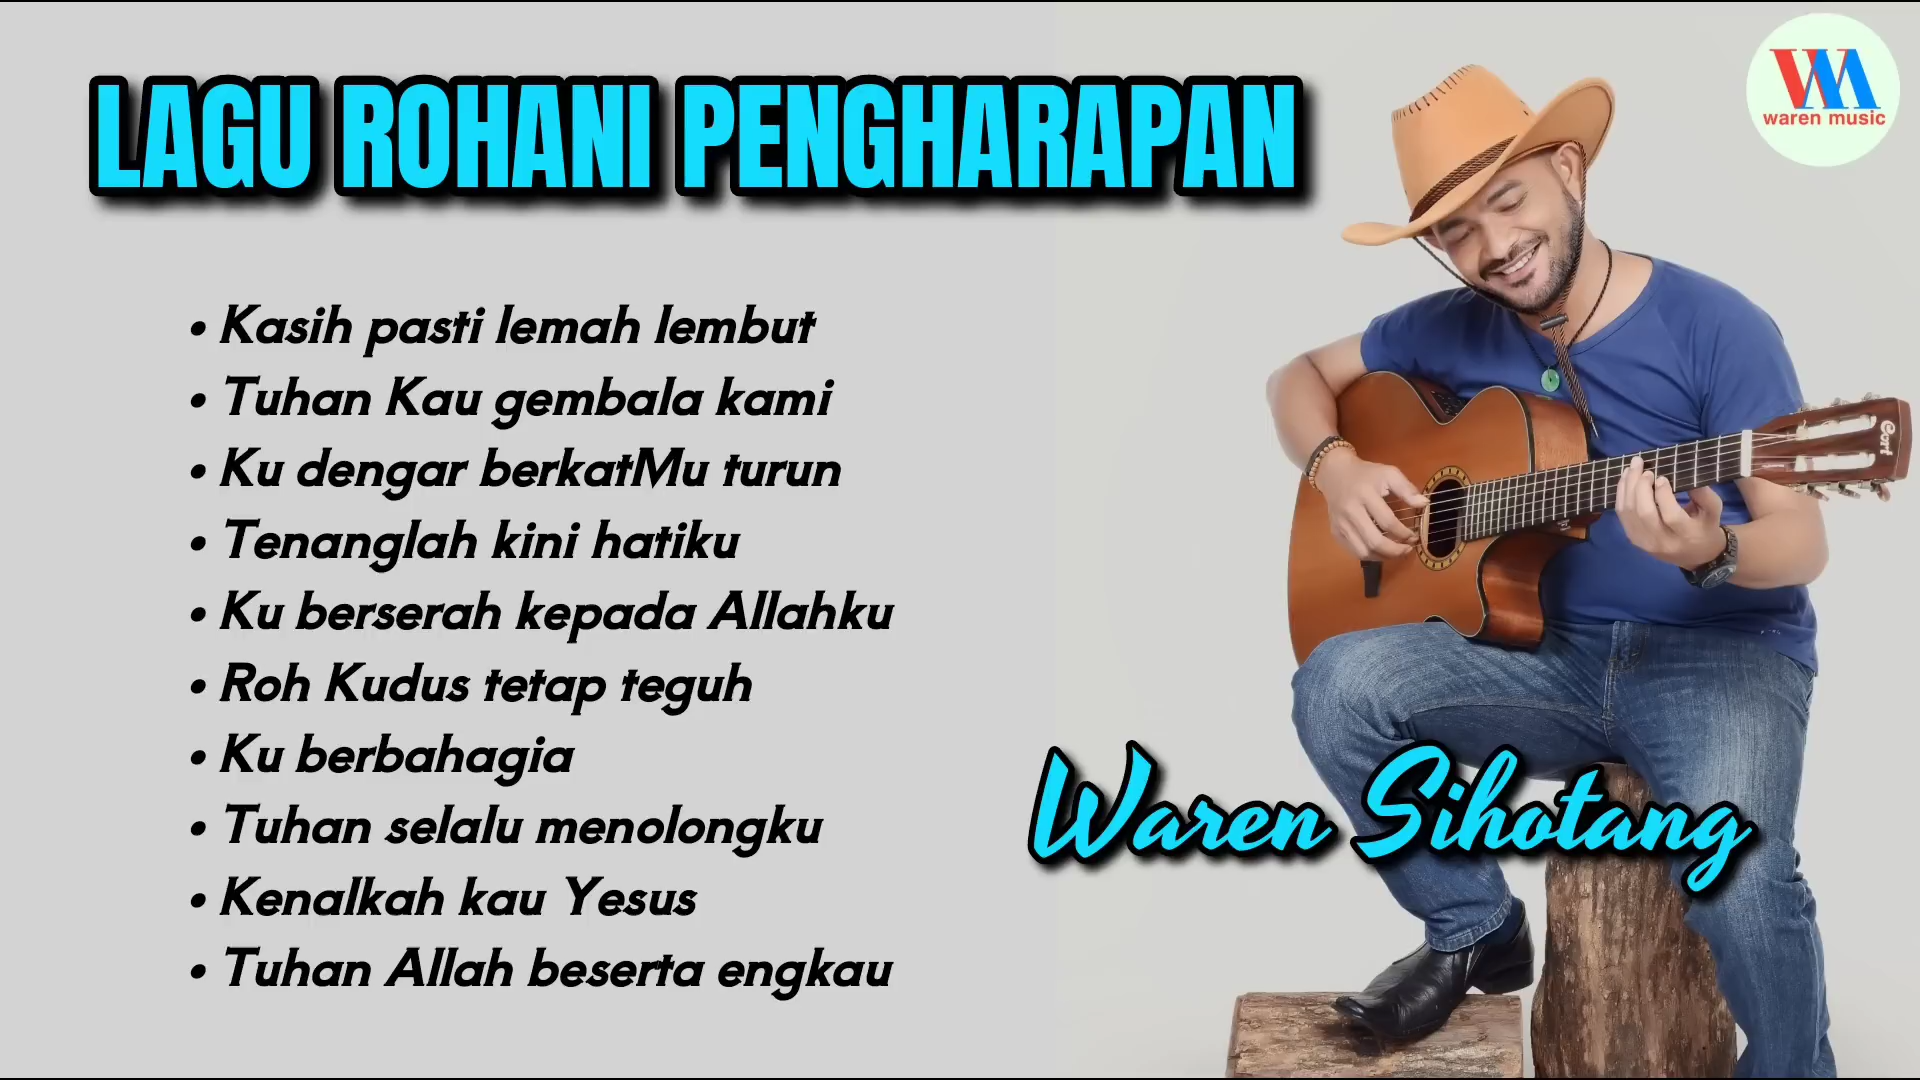 LAGU ROHANI PENGHARAPAN
WM
waren music
• Kasih pasti lemah lembut
• Tuhan Kau gembala kami
• Ku dengar berkatMu turun
• Tenanglah kini hatiku
• Ku berserah kepada Allahku
• Roh Kudus tetap teguh
• Ku berbahagia
• Tuhan selalu menolongku
• Kenalkah kau Yesus
• Tuhan Allah beserta engkau
Cort
Waren Sihotang